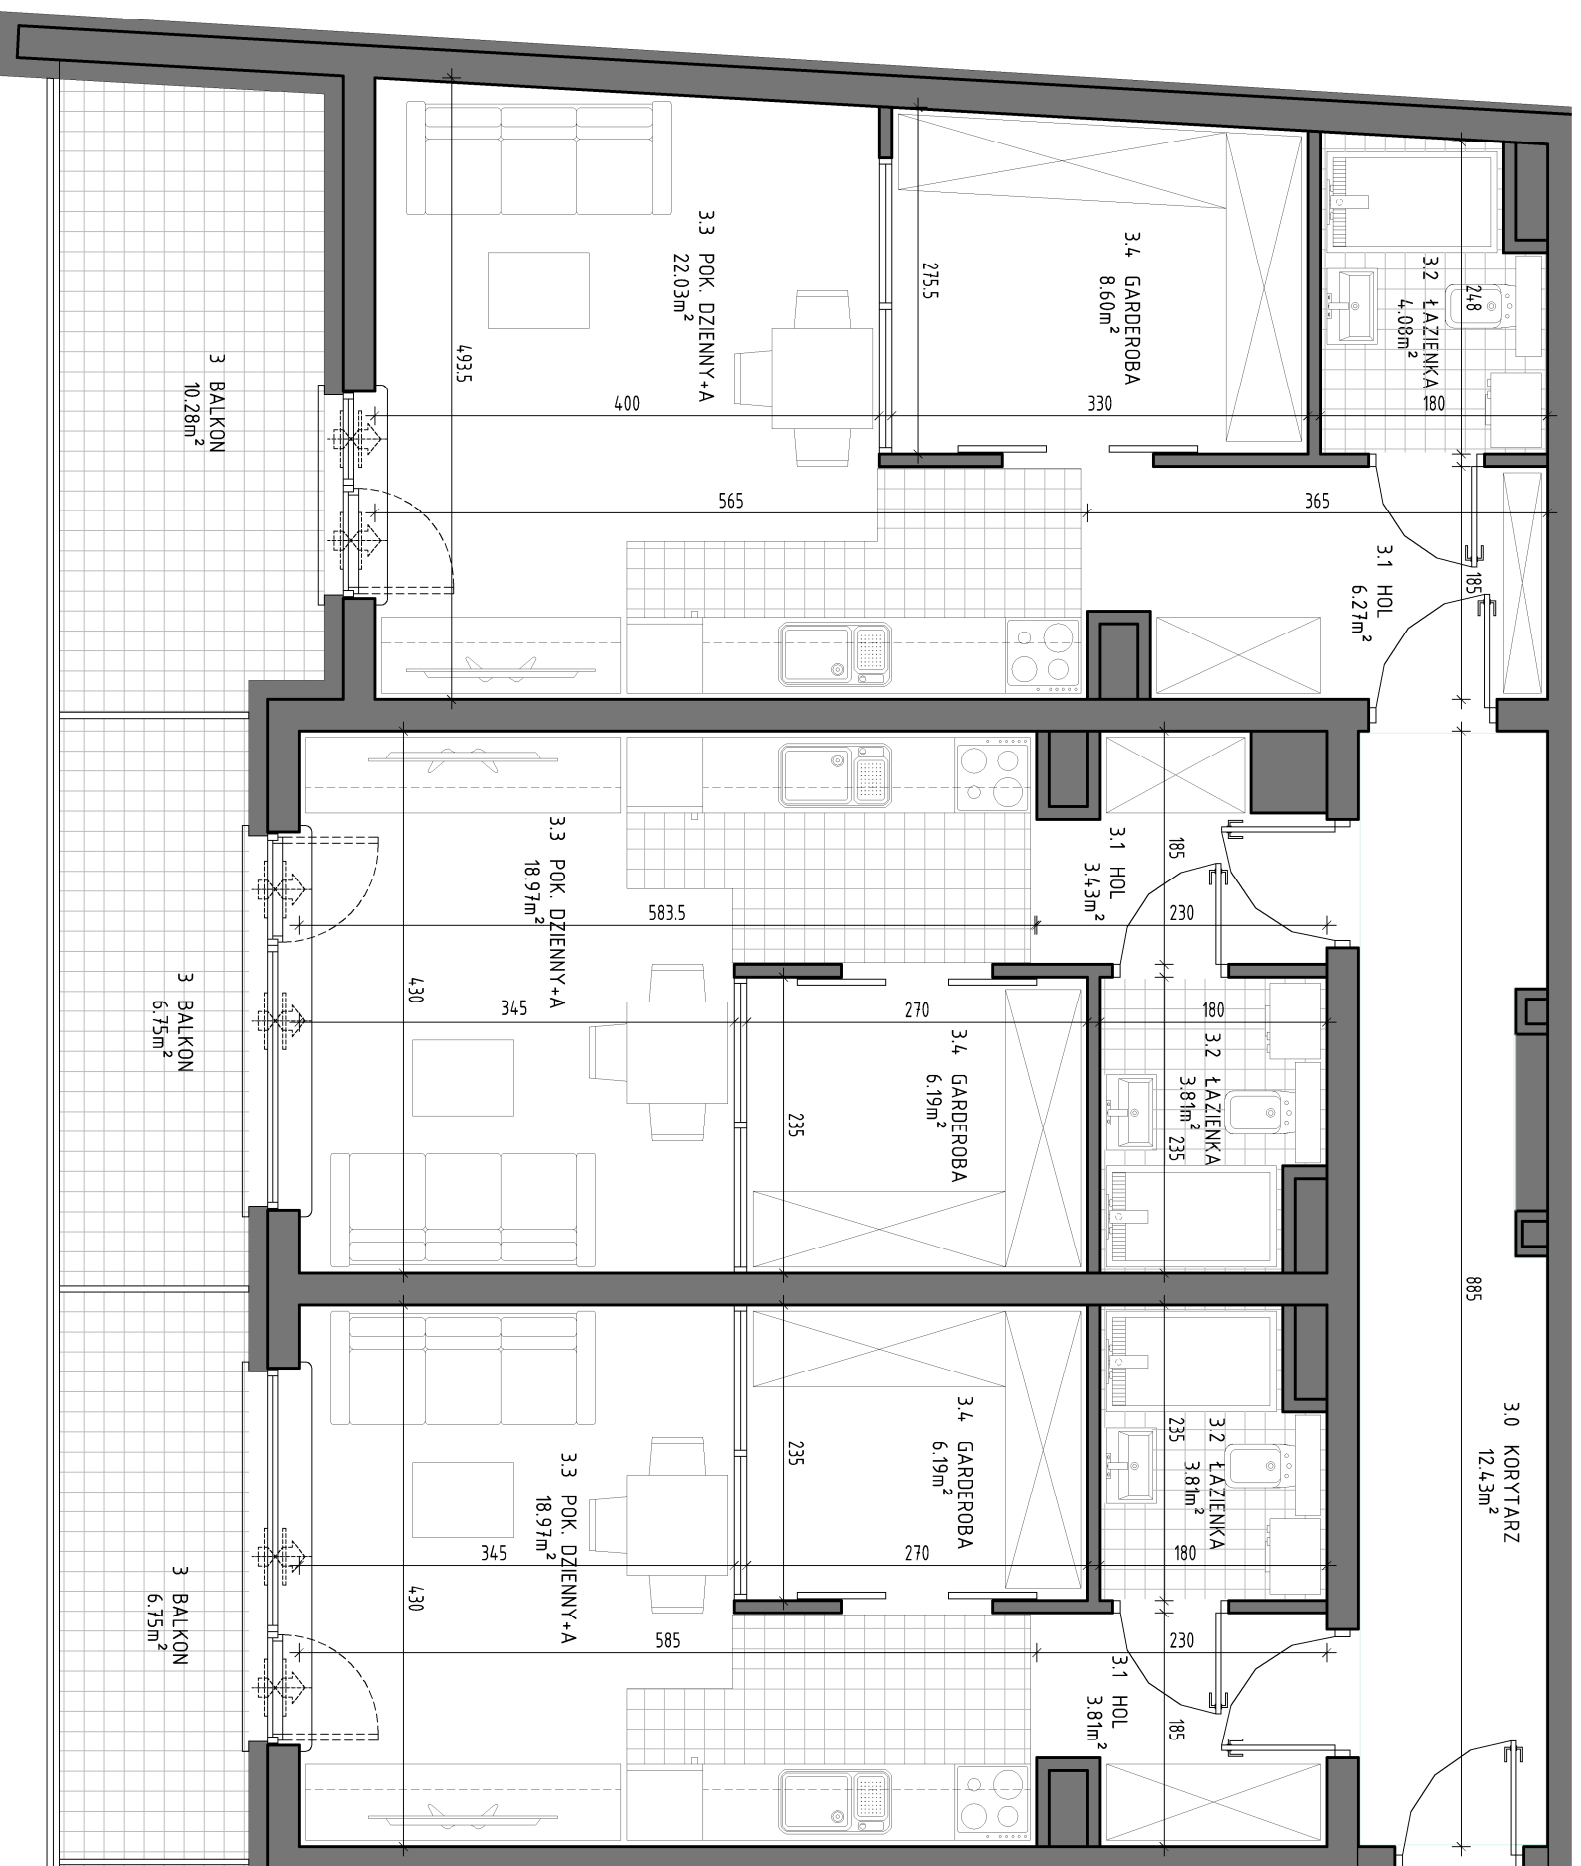 3.3 POK. DZIENNY+A
22.03m²
3.4 GARDEROBA
8.60m²
3.2 ŁAZIENKA
4.08m²
275.5
248
493.5
3 BALKON
10.28m²
400
330
180
565
365
3.1 HOL
6.27m²
185
3.3 POK. DZIENNY+A
18.97m²
3.1 HOL
3.43m²
185
583.5
230
430
345
270
180
3 BALKON
6.75m²
3.4 GARDEROBA
6.19m²
3.2 ŁAZIENKA
3.81m²
235
235
885
3.4 GARDEROBA
6.19m²
3.2 ŁAZIENKA
3.81m²
235
235
3.0 KORYTARZ
12.43m²
3.3 POK. DZIENNY+A
18.97m²
345
270
180
3 BALKON
6.75m²
430
585
230
3.1 HOL
3.81m²
185